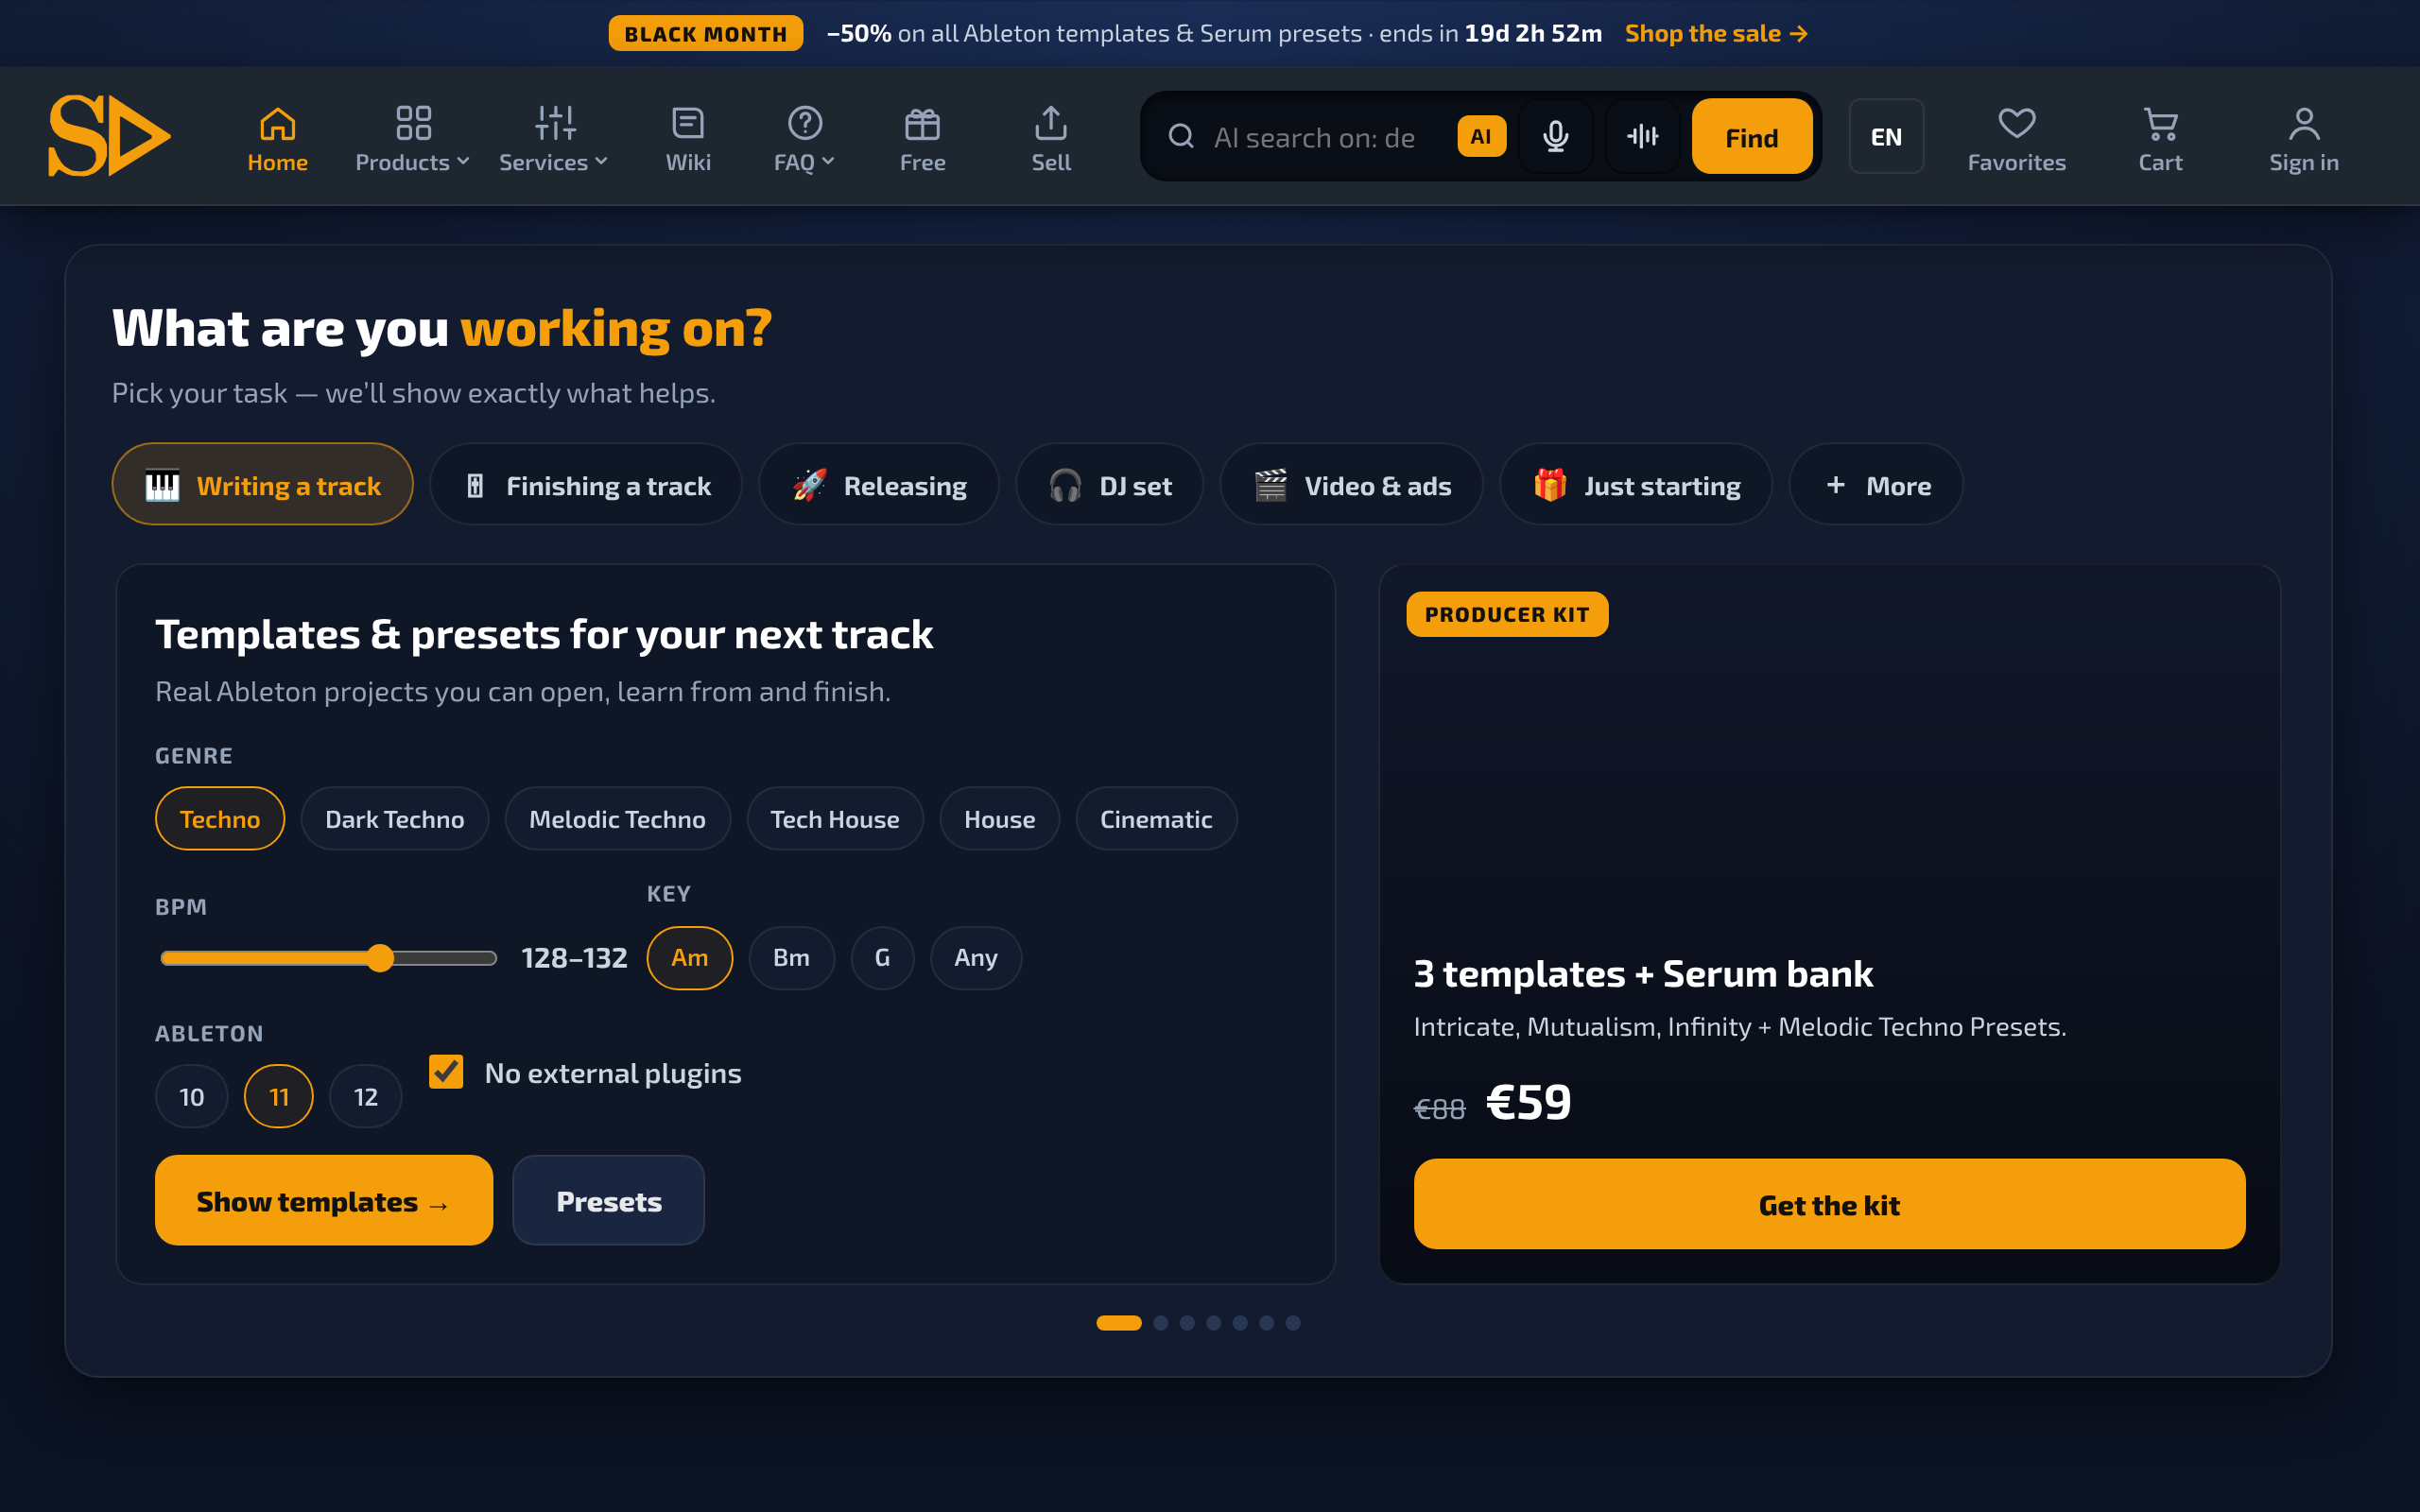 BLACK MONTH –50% on all Ableton templates & Serum presets · ends in 19d 2h 52m Shop the sale →
SD
Home Products Services Wiki FAQ Free Sell AI search on: de AI Find EN Favorites Cart Sign in
What are you working on?
Pick your task — we’ll show exactly what helps.
Writing a track Finishing a track Releasing DJ set Video & ads Just starting + More
Templates & presets for your next track
Real Ableton projects you can open, learn from and finish.
GENRE
Techno Dark Techno Melodic Techno Tech House House Cinematic
BPM
128–132
KEY
Am Bm G Any
ABLETON
10 11 12
No external plugins
Show templates → Presets
PRODUCER KIT
3 templates + Serum bank
Intricate, Mutualism, Infinity + Melodic Techno Presets.
€88 €59
Get the kit